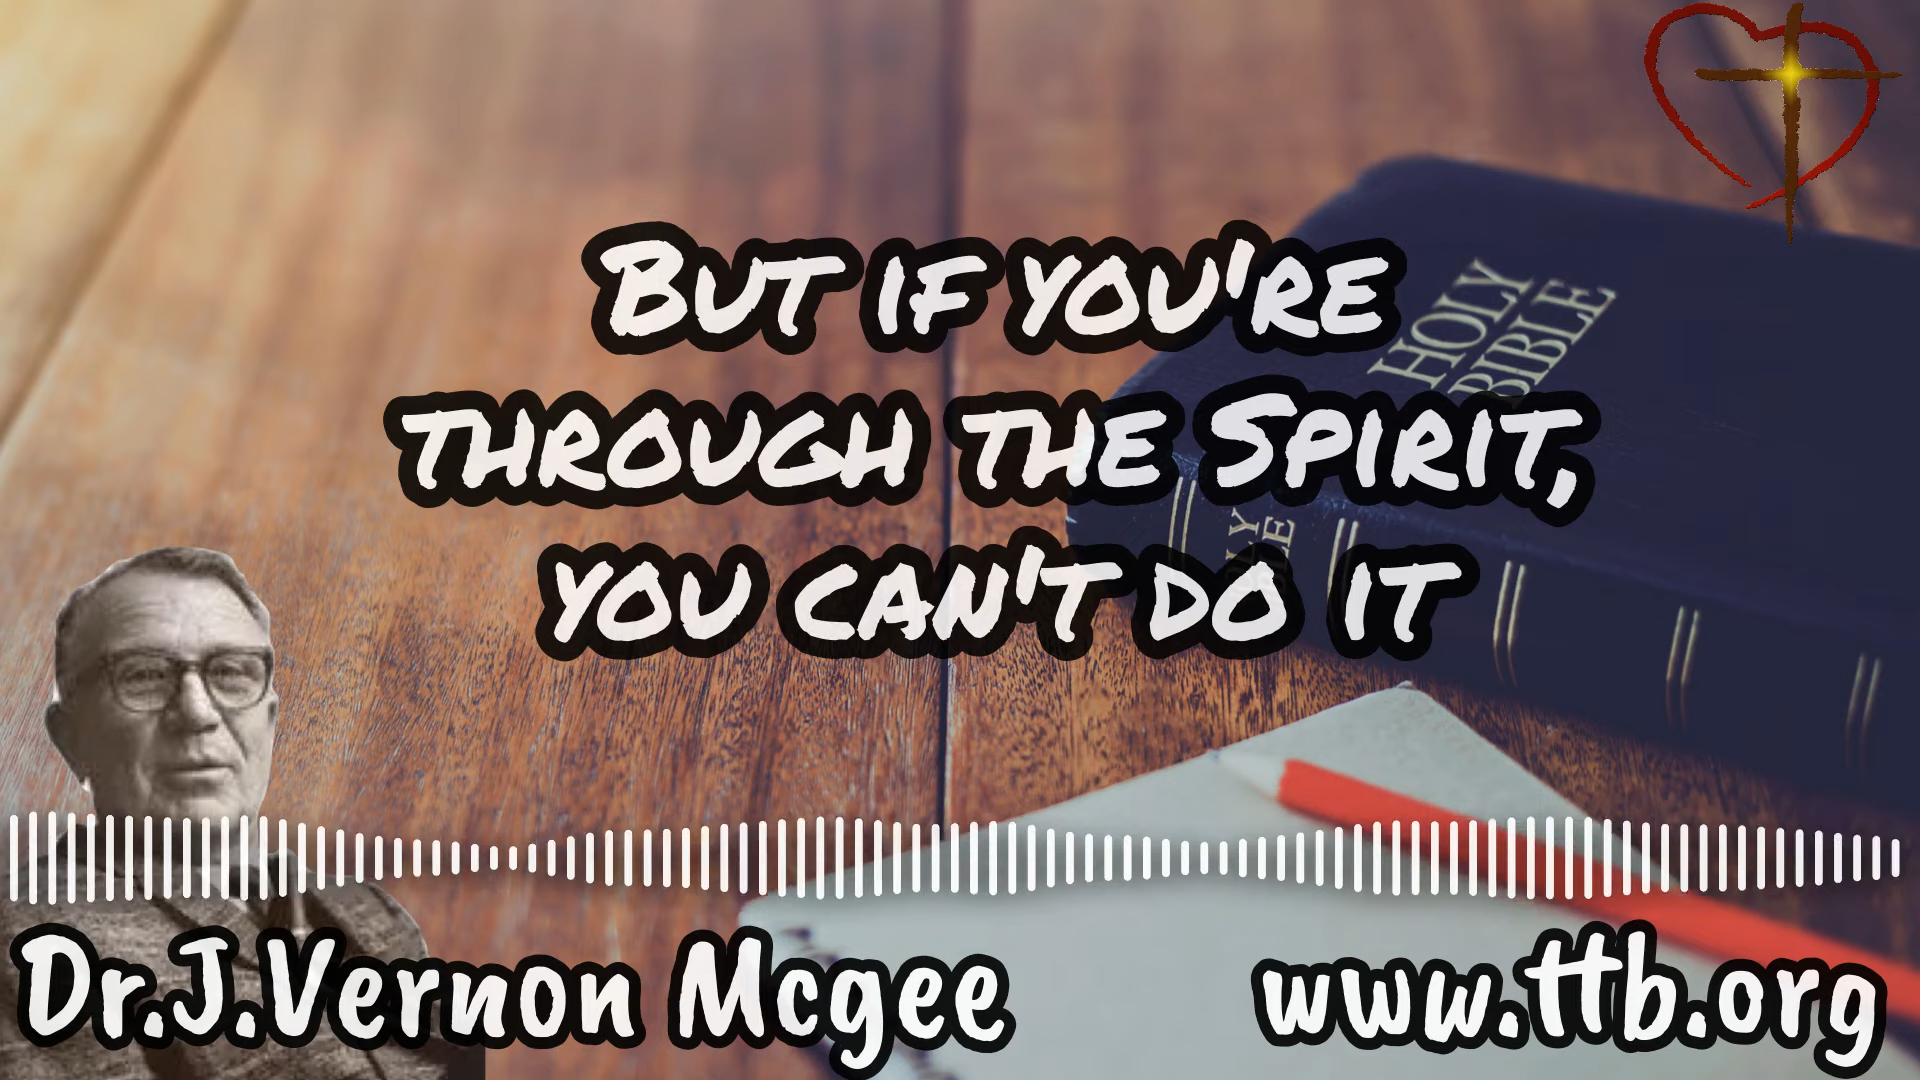 But if you're
through the Spirit,
you can't do it
HOLY
BIBLE
Dr.J.Vernon Mcgee
www.ttb.org